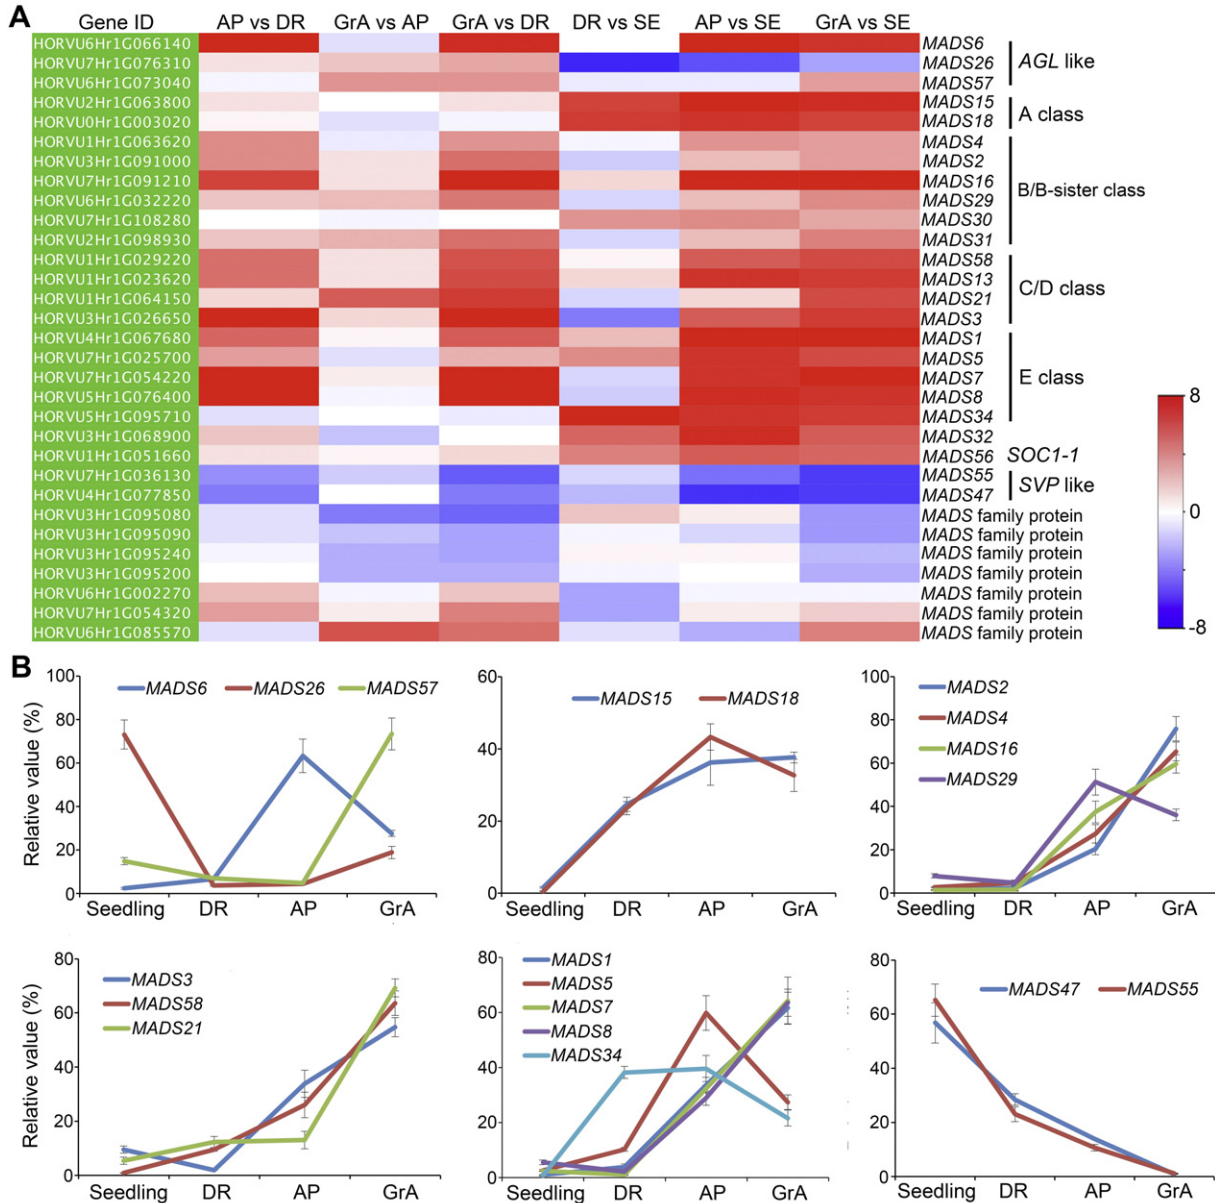 A
Gene ID AP vs DR GrA vs AP GrA vs DR DR vs SE AP vs SE GrA vs SE
HORVU6Hr1G066140 MADS6
HORVU7Hr1G076310 MADS26
HORVU6Hr1G073040 MADS57
AGL like
HORVU2Hr1G063800 MADS15
HORVU0Hr1G003020 MADS18
A class
HORVU1Hr1G063620 MADS4
HORVU3Hr1G091000 MADS2
HORVU7Hr1G091210 MADS16
HORVU6Hr1G032220 MADS29
HORVU7Hr1G108280 MADS30
HORVU2Hr1G098930 MADS31
B/B-sister class
HORVU1Hr1G029220 MADS58
HORVU1Hr1G023620 MADS13
HORVU1Hr1G064150 MADS21
HORVU3Hr1G026650 MADS3
C/D class
HORVU4Hr1G067680 MADS1
HORVU7Hr1G025700 MADS5
HORVU7Hr1G054220 MADS7
HORVU5Hr1G076400 MADS8
HORVU5Hr1G095710 MADS34
E class
HORVU3Hr1G068900 MADS32
HORVU1Hr1G051660 MADS56 SOC1-1
HORVU7Hr1G036130 MADS55
HORVU4Hr1G077850 MADS47
SVP like
HORVU3Hr1G095080 MADS family protein
HORVU3Hr1G095090 MADS family protein
HORVU3Hr1G095240 MADS family protein
HORVU3Hr1G095200 MADS family protein
HORVU6Hr1G002270 MADS family protein
HORVU7Hr1G054320 MADS family protein
HORVU6Hr1G085570 MADS family protein
8
0
-8
B
Relative value (%)
100
80
60
40
20
0
MADS6 MADS26 MADS57
Seedling DR AP GrA
60
40
20
0
MADS15 MADS18
Seedling DR AP GrA
100
80
60
40
20
0
MADS2
MADS4
MADS16
MADS29
Seedling DR AP GrA
Relative value (%)
80
60
40
20
0
MADS3
MADS58
MADS21
Seedling DR AP GrA
80
60
40
20
0
MADS1
MADS5
MADS7
MADS8
MADS34
Seedling DR AP GrA
80
60
40
20
0
MADS47 MADS55
Seedling DR AP GrA